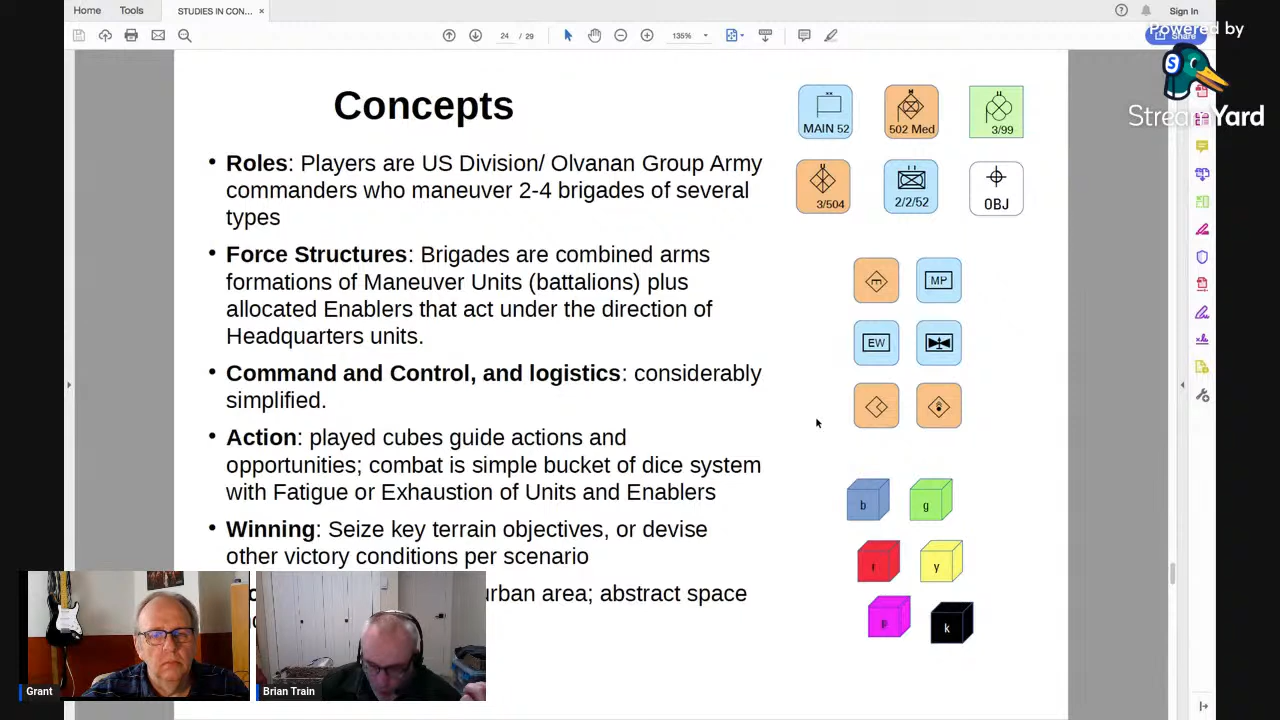 Home
Tools
STUDIES IN CON...
×
Sign In
24 / 29
135%
Share
Powered by
S
StreamYard
Concepts
• Roles: Players are US Division/ Olvanan Group Army
commanders who maneuver 2-4 brigades of several
types
• Force Structures: Brigades are combined arms
formations of Maneuver Units (battalions) plus
allocated Enablers that act under the direction of
Headquarters units.
• Command and Control, and logistics: considerably
simplified.
• Action: played cubes guide actions and
opportunities; combat is simple bucket of dice system
with Fatigue or Exhaustion of Units and Enablers
• Winning: Seize key terrain objectives, or devise
other victory conditions per scenario
urban area; abstract space
MAIN 52
502 Med
3/99
3/504
2/2/52
OBJ
E
MP
EW
b
g
r
y
p
k
Grant
Brian Train